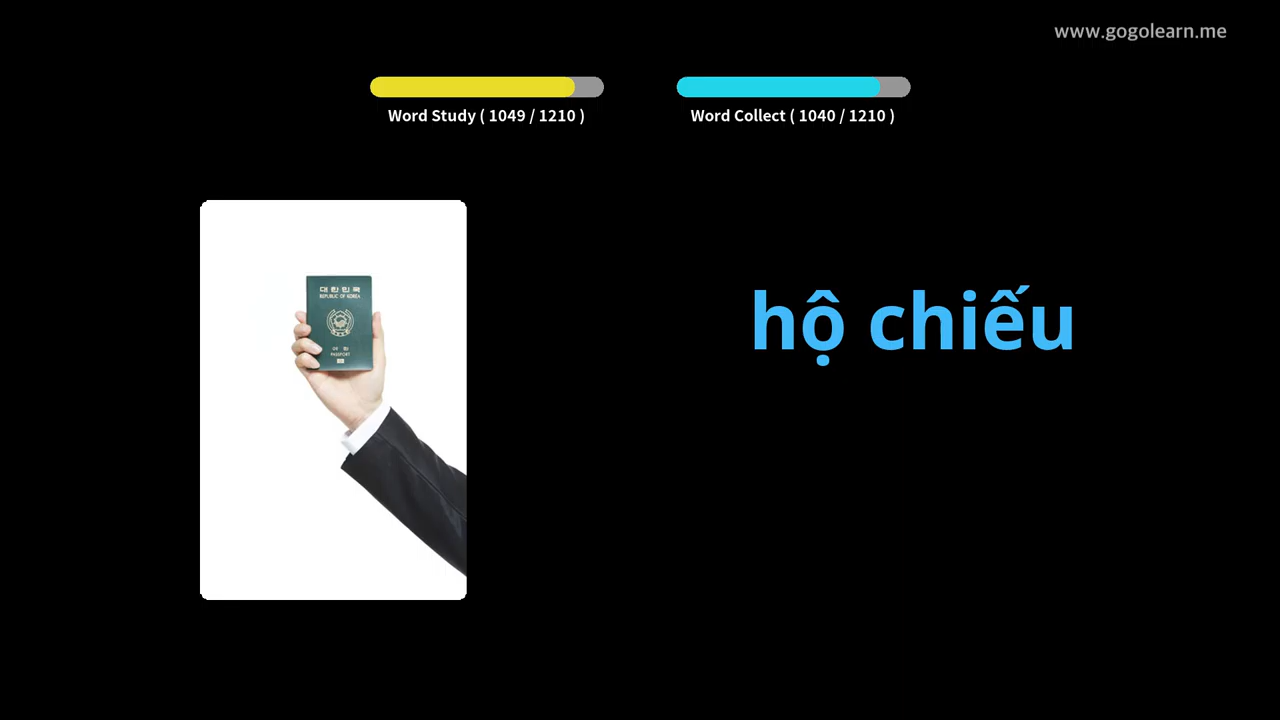 www.gogolearn.me
Word Study ( 1049 / 1210 )
Word Collect ( 1040 / 1210 )
대한민국
REPUBLIC OF KOREA
여권
PASSPORT
hộ chiếu